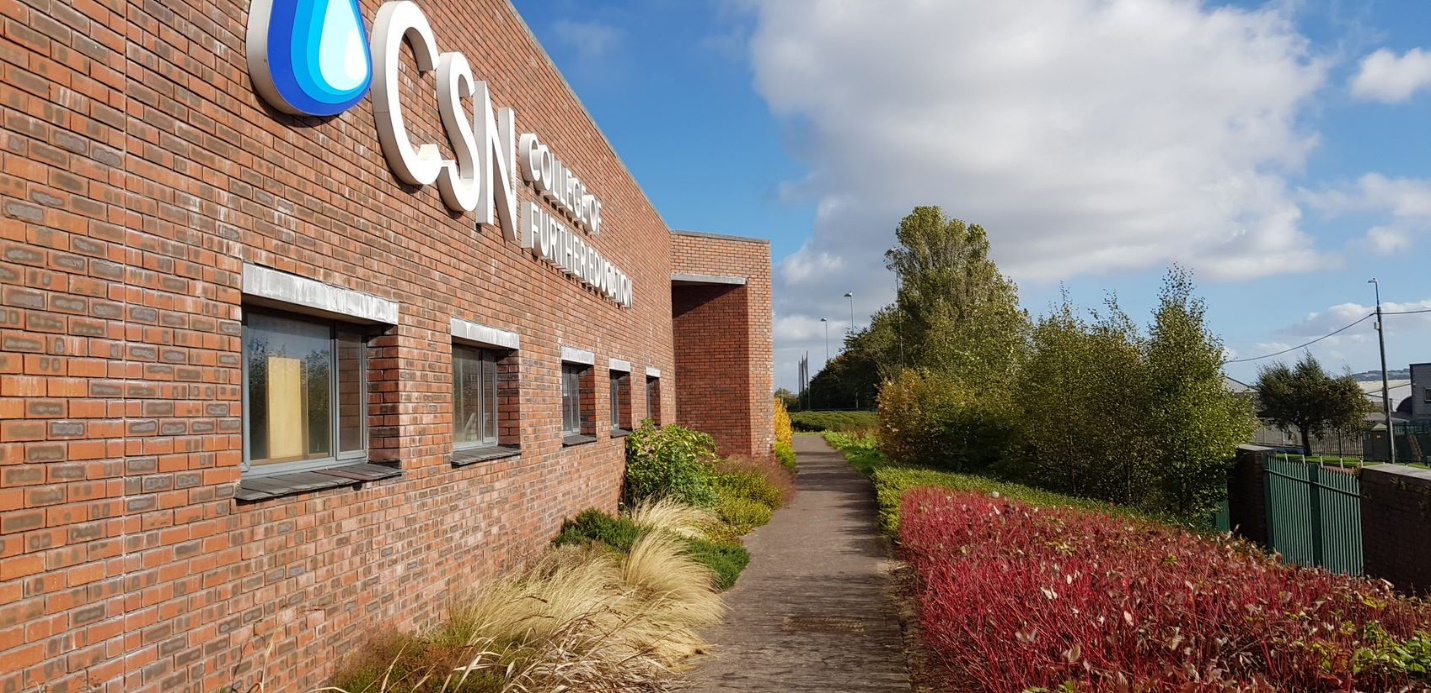 CSN
COLLEGE OF
FURTHER EDUCATION